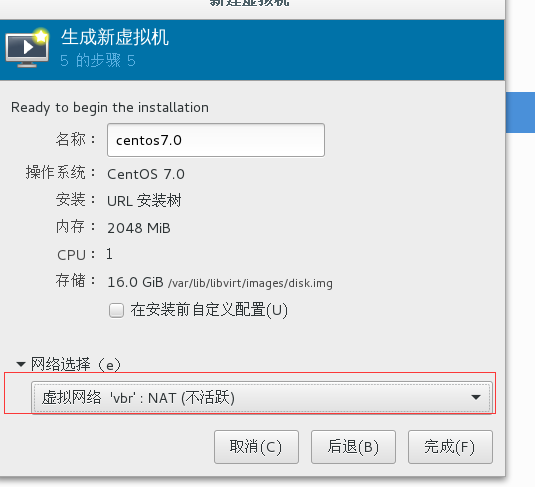 新建虚拟机
生成新虚拟机
5 的步骤 5
Ready to begin the installation
名称： centos7.0
操作系统： CentOS 7.0
安装： URL 安装树
内存： 2048 MiB
CPU： 1
存储： 16.0 GiB /var/lib/libvirt/images/disk.img
在安装前自定义配置(U)
网络选择（e）
虚拟网络 'vbr' : NAT (不活跃)
取消(C) 后退(B) 完成(F)